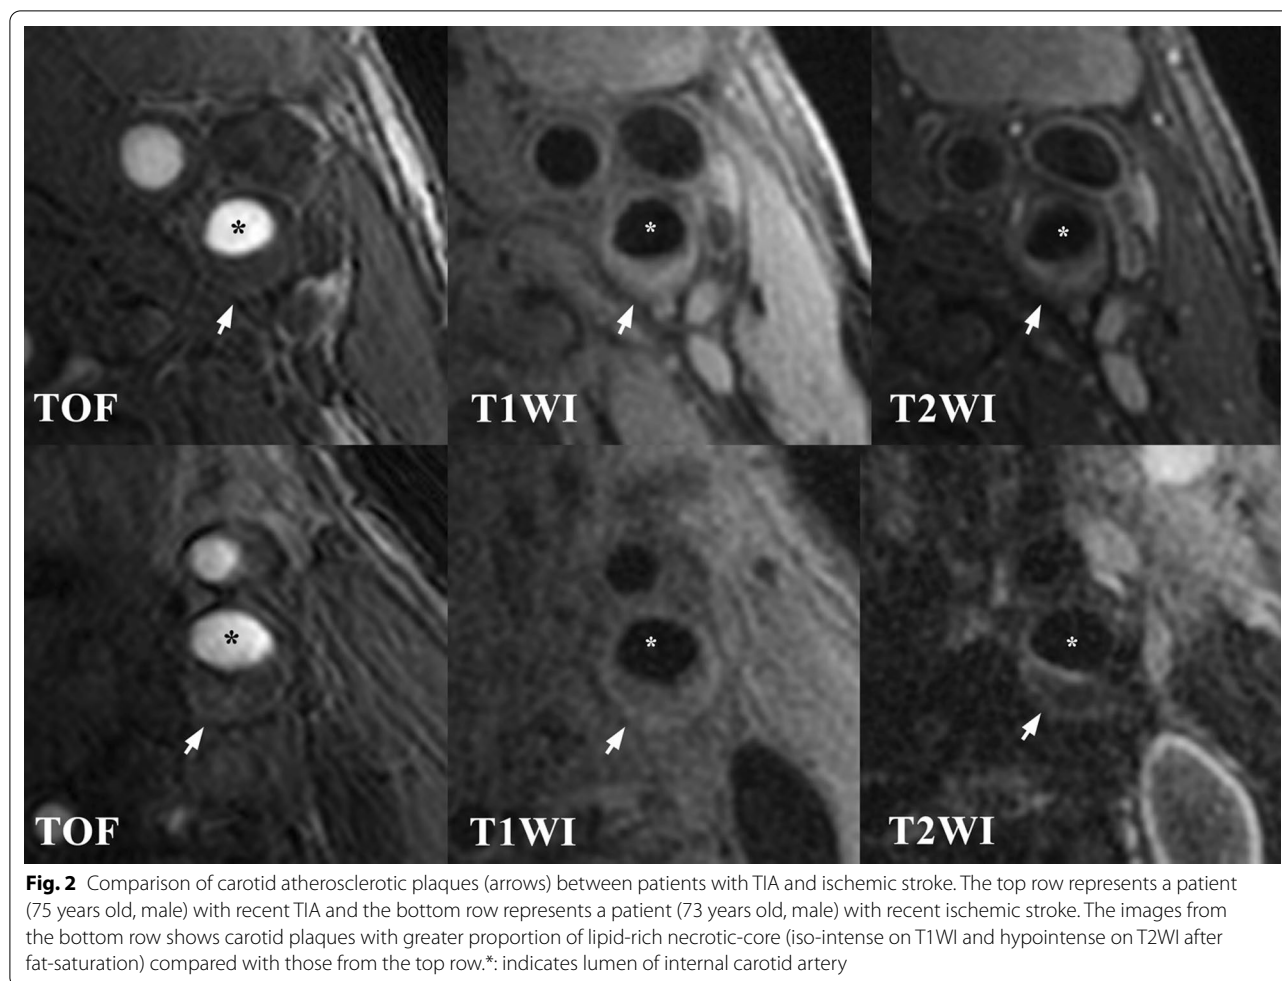 *
*
*
TOF
T1WI
T2WI
*
*
*
TOF
T1WI
T2WI
Fig. 2 Comparison of carotid atherosclerotic plaques (arrows) between patients with TIA and ischemic stroke. The top row represents a patient
(75 years old, male) with recent TIA and the bottom row represents a patient (73 years old, male) with recent ischemic stroke. The images from
the bottom row shows carotid plaques with greater proportion of lipid-rich necrotic-core (iso-intense on T1WI and hypointense on T2WI after
fat-saturation) compared with those from the top row.*: indicates lumen of internal carotid artery